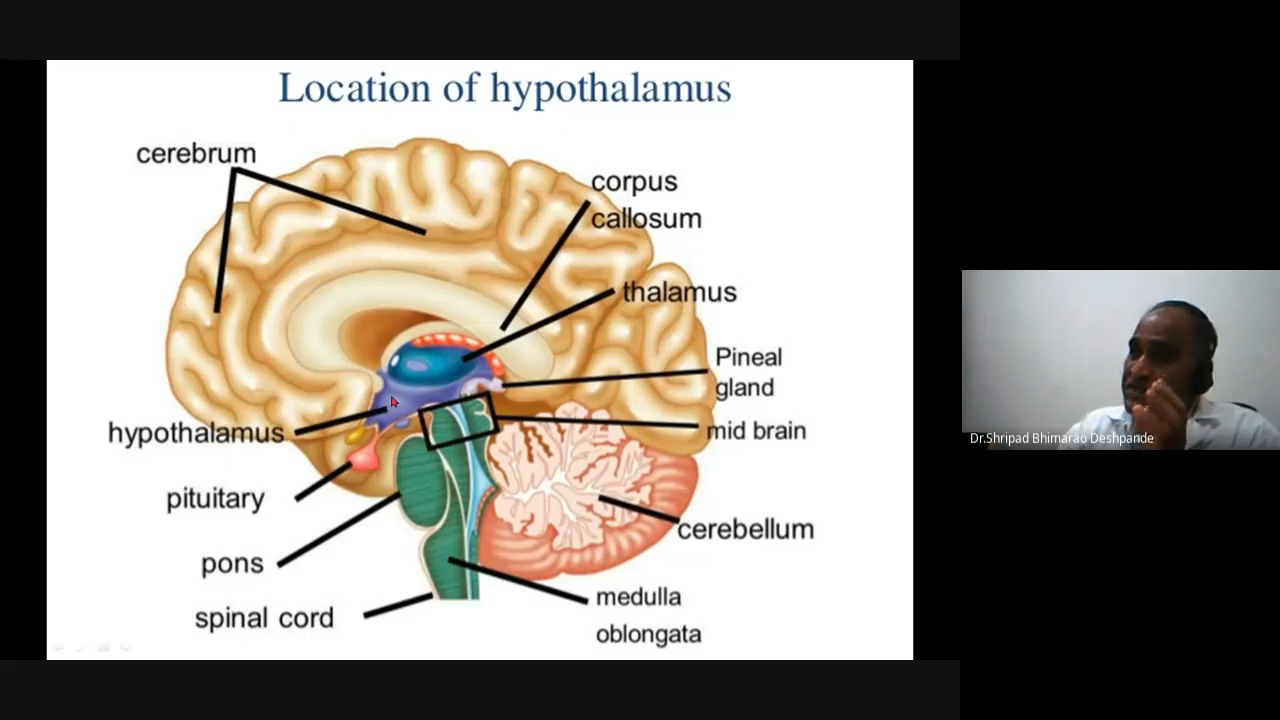 Location of hypothalamus
cerebrum
corpus
callosum
thalamus
Pineal
gland
hypothalamus
mid brain
pituitary
cerebellum
pons
medulla
spinal cord
oblongata
Dr.Shripad Bhimarao Deshpande